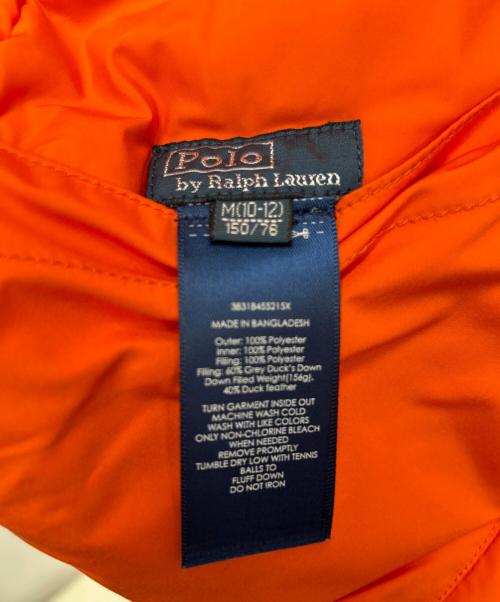 Polo
by Ralph Lauren
M(10-12)
150/76
38318455215X
MADE IN BANGLADESH
Outer: 100% Polyester
Inner: 100% Polyester
Filling: 100% Polyester
Filling: 60% Grey Duck's Down
Down Filled Weight(156g).
40% Duck feather
TURN GARMENT INSIDE OUT
MACHINE WASH COLD
WASH WITH LIKE COLORS
ONLY NON-CHLORINE BLEACH
WHEN NEEDED
REMOVE PROMPTLY
TUMBLE DRY LOW WITH TENNIS
BALLS TO
FLUFF DOWN
DO NOT IRON